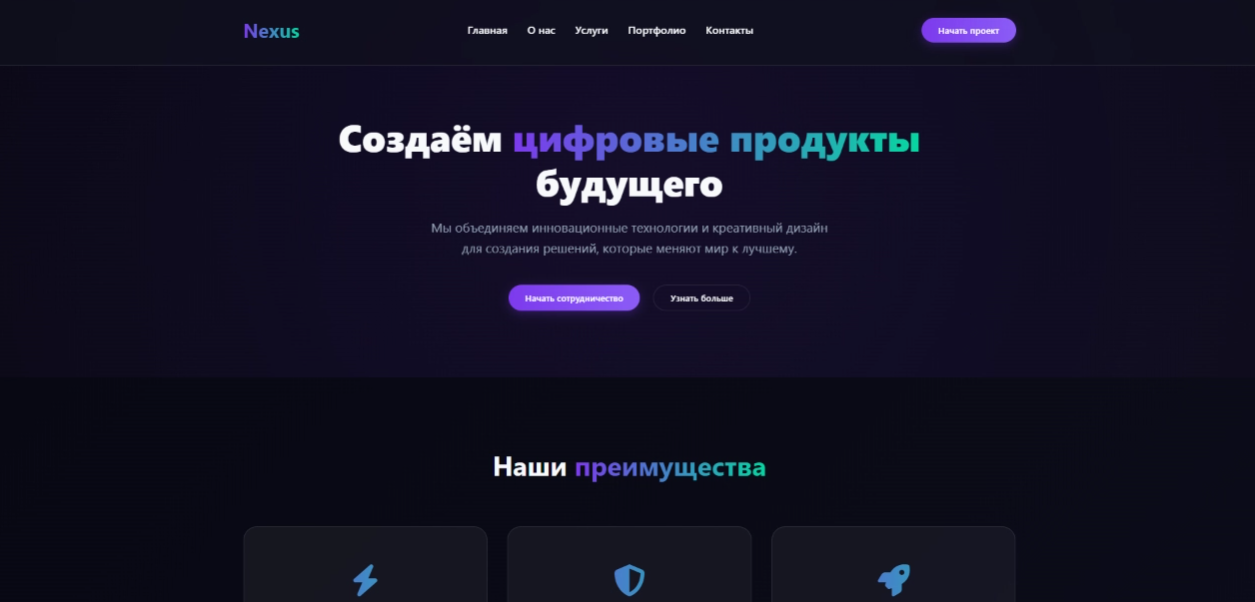 Nexus
Главная О нас Услуги Портфолио Контакты
Начать проект
Создаём цифровые продукты
будущего
Мы объединяем инновационные технологии и креативный дизайн
для создания решений, которые меняют мир к лучшему.
Начать сотрудничество Узнать больше
Наши преимущества